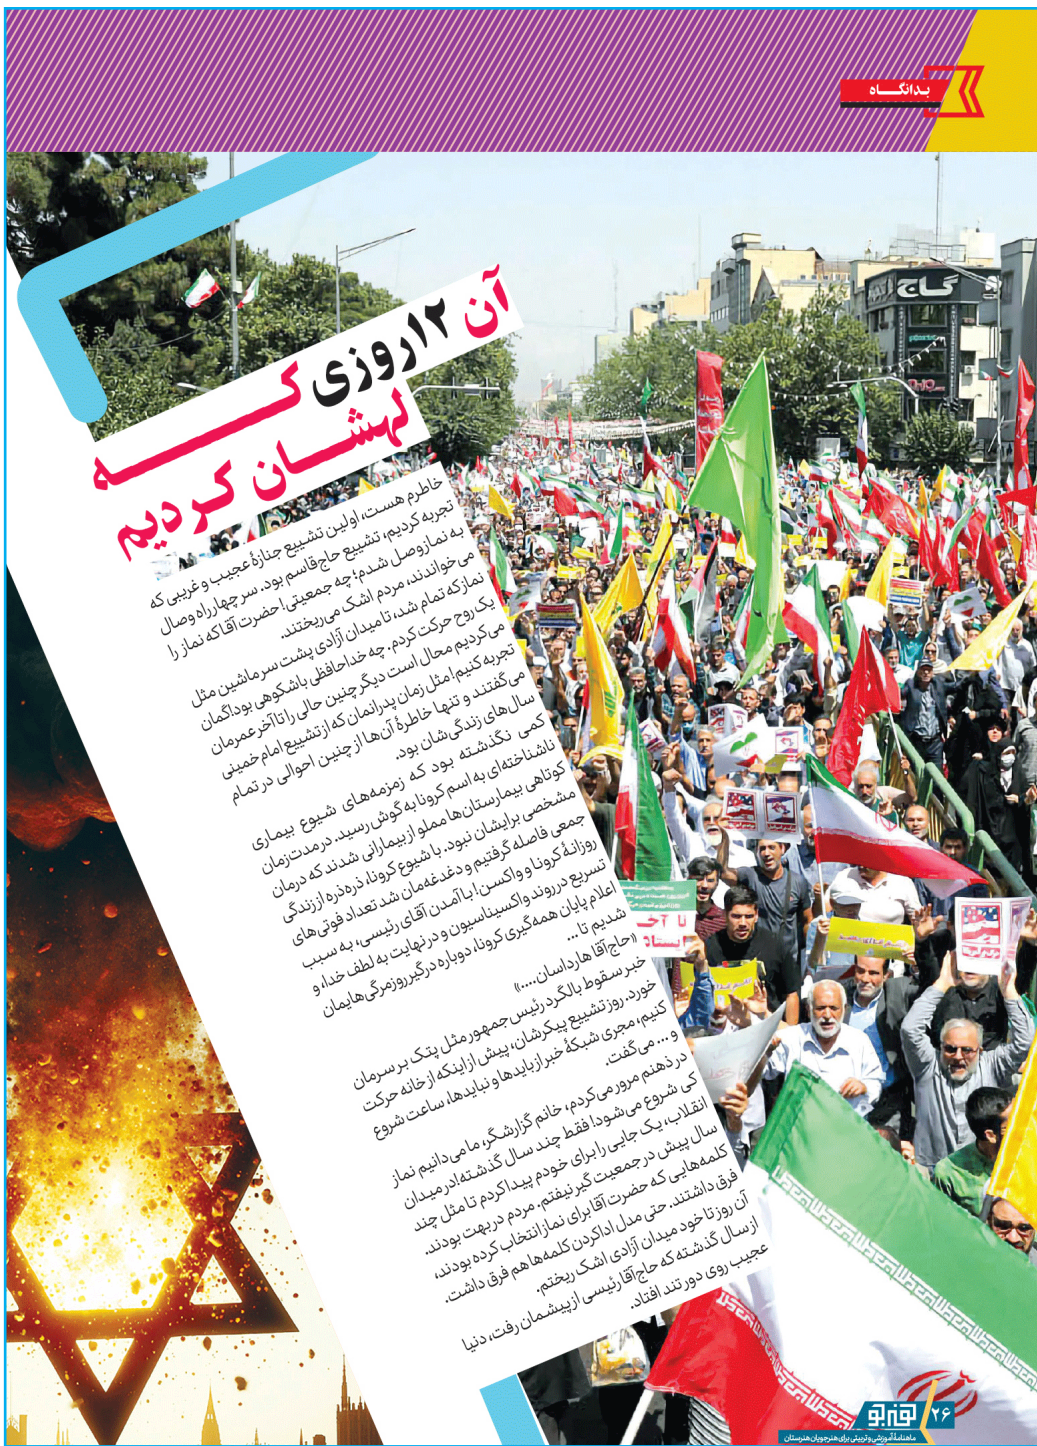 بدانگاه
آن ۱۲ روزی که
لهشان کردیم
خاطرم هست، اولین تشییع جنازهٔ عجیب و غریبی که
تجربه کردیم، تشییع حاج‌قاسم بود. سر چهارراه وصال
به نماز وصل شدم؛ چه جمعیتی! حضرت آقا که نماز را
می‌خواندند، مردم اشک می‌ریختند.
نماز که تمام شد، تا میدان آزادی پشت سر ماشین مثل
یک روح حرکت کردم. چه خداحافظی باشکوهی بود! گمان
می‌کردیم محال است دیگر چنین حالی را تا آخر عمرمان
تجربه کنیم! مثل زمان پدرانمان که از تشییع امام خمینی
می‌گفتند و تنها خاطرهٔ آن‌ها از چنین احوالی در تمام
سال‌های زندگی‌شان بود.
کمی نگذشته بود که زمزمه‌های شیوع بیماری
ناشناخته‌ای به اسم کرونا به گوش رسید. در مدت‌زمان
کوتاهی بیمارستان‌ها مملو از بیمارانی شدند که درمان
مشخصی برایشان نبود. با شیوع کرونا، ذره‌ذره از زندگی
جمعی فاصله گرفتیم و دغدغه‌مان شد تعداد فوتی‌های
روزانهٔ کرونا و واکسن! با آمدن آقای رئیسی، به سبب
تسریع در روند واکسیناسیون و در نهایت به لطف خدا، و
اعلام پایان همه‌گیری کرونا، دوباره درگیر روزمرگی‌هایمان
شدیم تا...
«حاج‌آقا هارداسان....»
خبر سقوط بالگرد رئیس‌جمهور مثل پتک بر سرمان
خورد. روز تشییع پیکرشان، پیش از اینکه از خانه حرکت
کنیم، مجری شبکهٔ خبر از بایدها و نبایدها، ساعت شروع
و ... می‌گفت.
در ذهنم مرور می‌کردم، خانم گزارشگر، ما می‌دانیم نماز
کی شروع می‌شود! فقط چند سال گذشته! در میدان
انقلاب، یک جایی را برای خودم پیدا کردم تا مثل چند
سال پیش در جمعیت گیر نیفتم. مردم در بهت بودند.
کلمه‌هایی که حضرت آقا برای نماز انتخاب کرده بودند،
فرق داشتند. حتی مدل ادا کردن کلمه‌ها هم فرق داشت.
آن روز تا خود میدان آزادی اشک ریختم.
از سال گذشته که حاج‌آقا رئیسی از پیشمان رفت، دنیا
عجیب روی دور تند افتاد.
گاج
۲۶
ماهنامهٔ آموزشی و تربیتی برای هنرجویان هنرستان